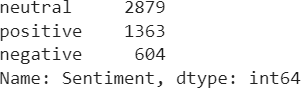 neutral     2879
positive    1363
negative     604
Name: Sentiment, dtype: int64